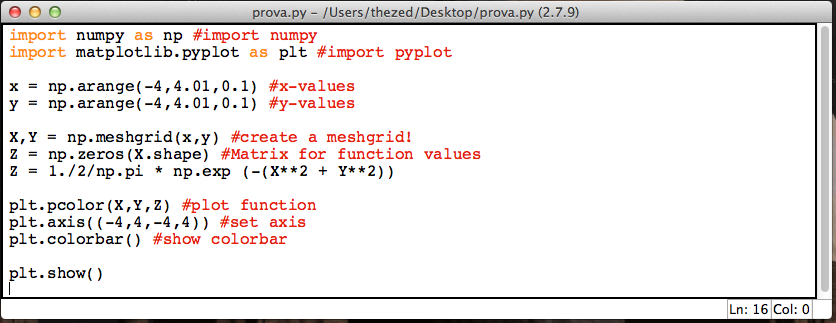 prova.py – /Users/thezed/Desktop/prova.py (2.7.9)
import numpy as np #import numpy
import matplotlib.pyplot as plt #import pyplot
x = np.arange(-4,4.01,0.1) #x-values
y = np.arange(-4,4.01,0.1) #y-values
X,Y = np.meshgrid(x,y) #create a meshgrid!
Z = np.zeros(X.shape) #Matrix for function values
Z = 1./2/np.pi * np.exp (-(X**2 + Y**2))
plt.pcolor(X,Y,Z) #plot function
plt.axis((-4,4,-4,4)) #set axis
plt.colorbar() #show colorbar
plt.show()
Ln: 16 Col: 0